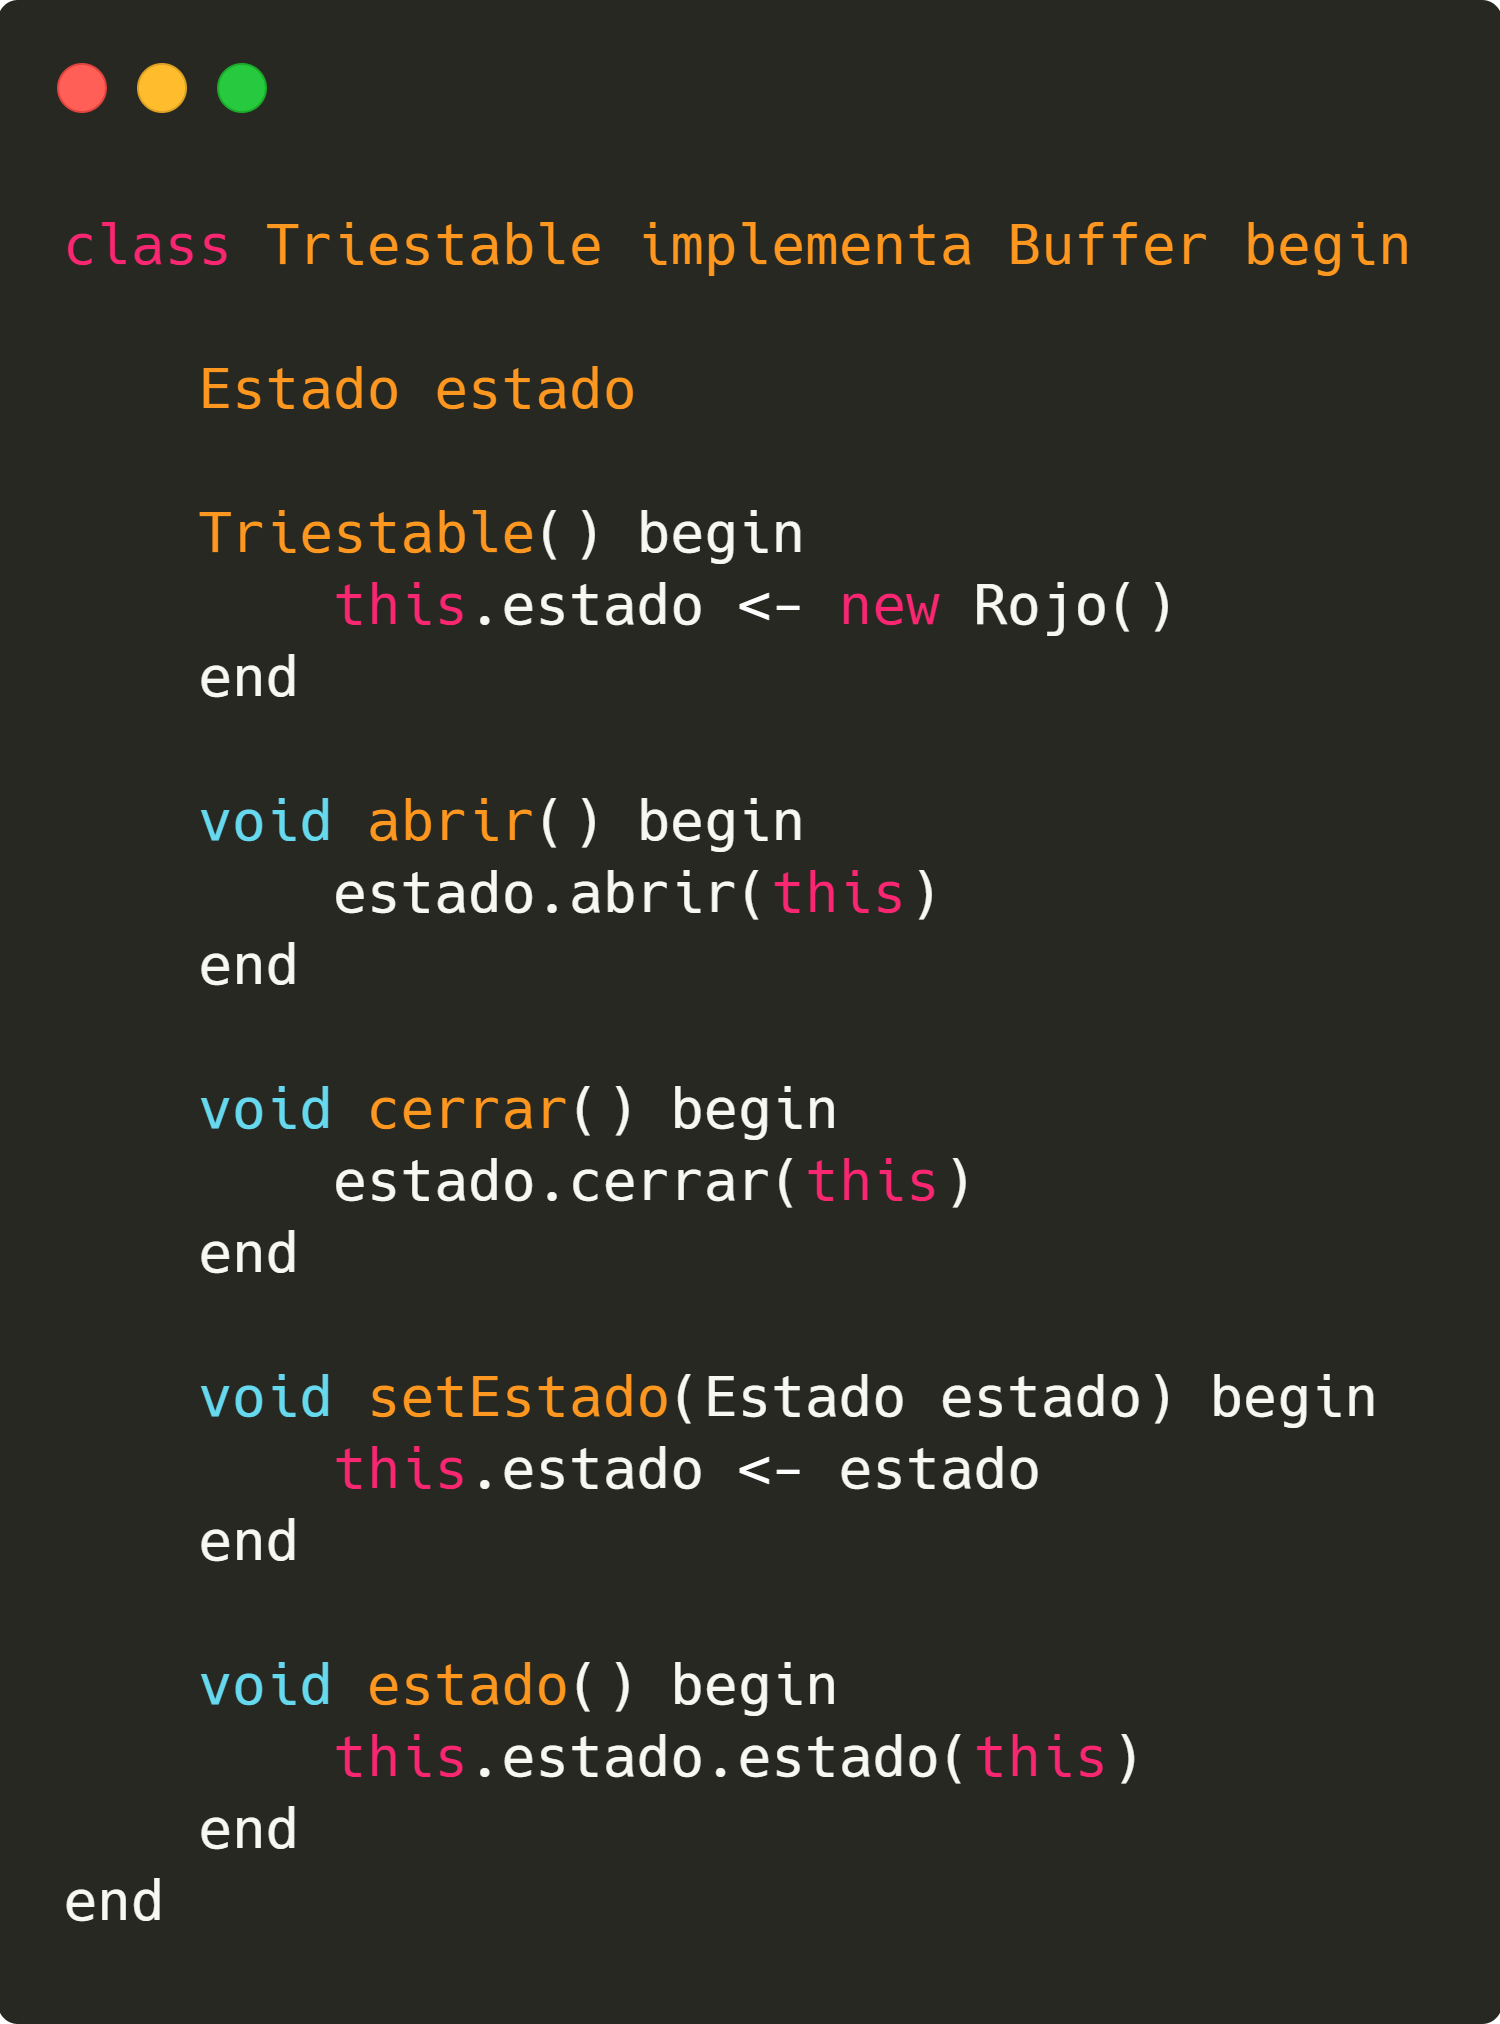 class Triestable implementa Buffer begin
Estado estado
Triestable() begin
this.estado <- new Rojo()
end
void abrir() begin
estado.abrir(this)
end
void cerrar() begin
estado.cerrar(this)
end
void setEstado(Estado estado) begin
this.estado <- estado
end
void estado() begin
this.estado.estado(this)
end
end